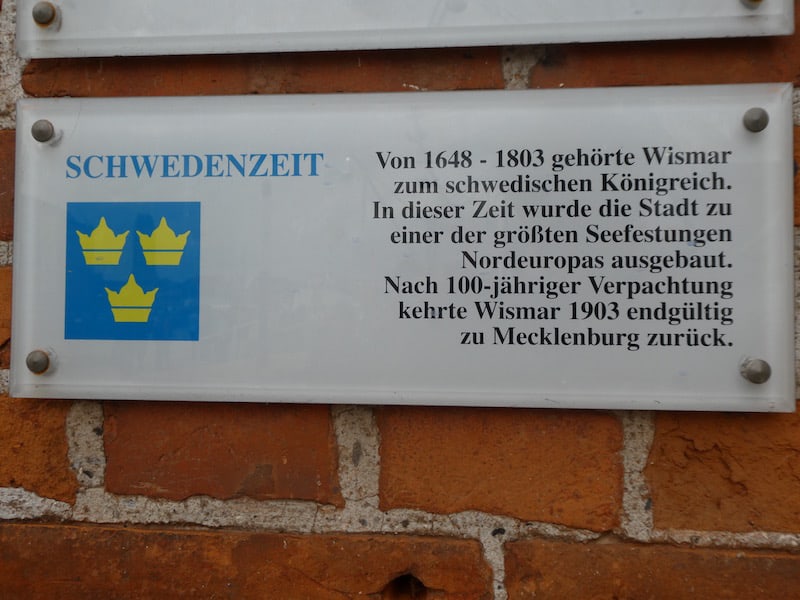 SCHWEDENZEIT
Von 1648 - 1803 gehörte Wismar
zum schwedischen Königreich.
In dieser Zeit wurde die Stadt zu
einer der größten Seefestungen
Nordeuropas ausgebaut.
Nach 100-jähriger Verpachtung
kehrte Wismar 1903 endgültig
zu Mecklenburg zurück.